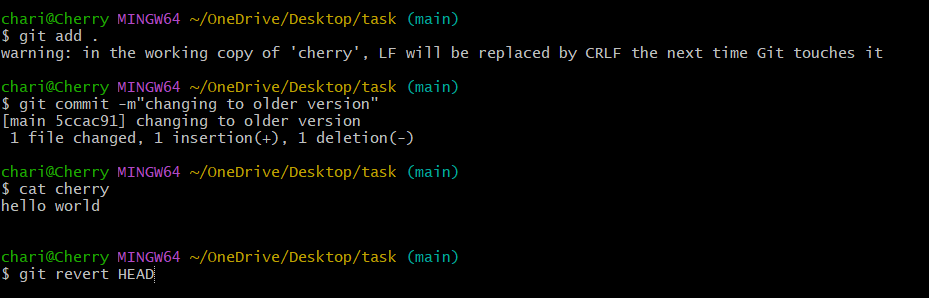 chari@Cherry MINGW64 ~/OneDrive/Desktop/task (main)
$ git add .
warning: in the working copy of 'cherry', LF will be replaced by CRLF the next time Git touches it
chari@Cherry MINGW64 ~/OneDrive/Desktop/task (main)
$ git commit -m"changing to older version"
[main 5ccac91] changing to older version
 1 file changed, 1 insertion(+), 1 deletion(-)
chari@Cherry MINGW64 ~/OneDrive/Desktop/task (main)
$ cat cherry
hello world
chari@Cherry MINGW64 ~/OneDrive/Desktop/task (main)
$ git revert HEAD